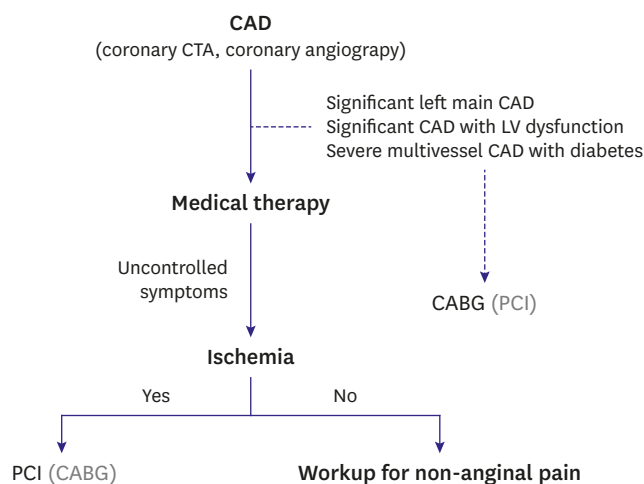 CAD
(coronary CTA, coronary angiograpy)
Significant left main CAD
Significant CAD with LV dysfunction
Severe multivessel CAD with diabetes
Medical therapy
Uncontrolled
symptoms
CABG (PCI)
Ischemia
Yes
No
PCI (CABG)
Workup for non-anginal pain